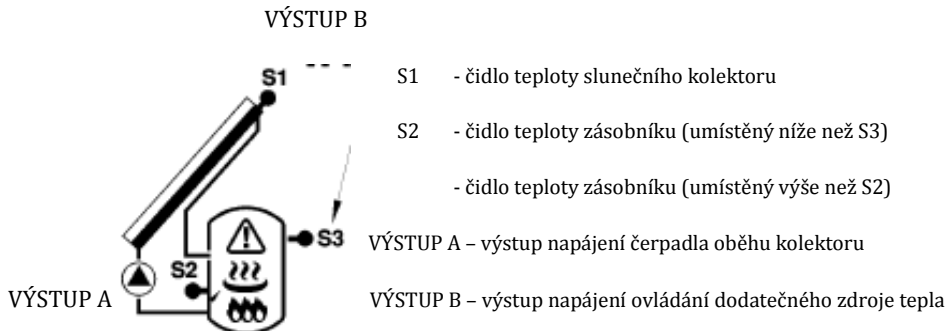 VÝSTUP B
S1
S1 - čidlo teploty slunečního kolektoru
S2 - čidlo teploty zásobníku (umístěný níže než S3)
- čidlo teploty zásobníku (umístěný výše než S2)
S3
VÝSTUP A – výstup napájení čerpadla oběhu kolektoru
S2
VÝSTUP A
VÝSTUP B – výstup napájení ovládání dodatečného zdroje tepla